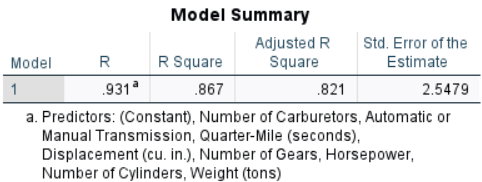 Model Summary
Model R R Square Adjusted R Square Std. Error of the Estimate
1 .931a .867 .821 2.5479
a. Predictors: (Constant), Number of Carburetors, Automatic or
Manual Transmission, Quarter-Mile (seconds),
Displacement (cu. in.), Number of Gears, Horsepower,
Number of Cylinders, Weight (tons)